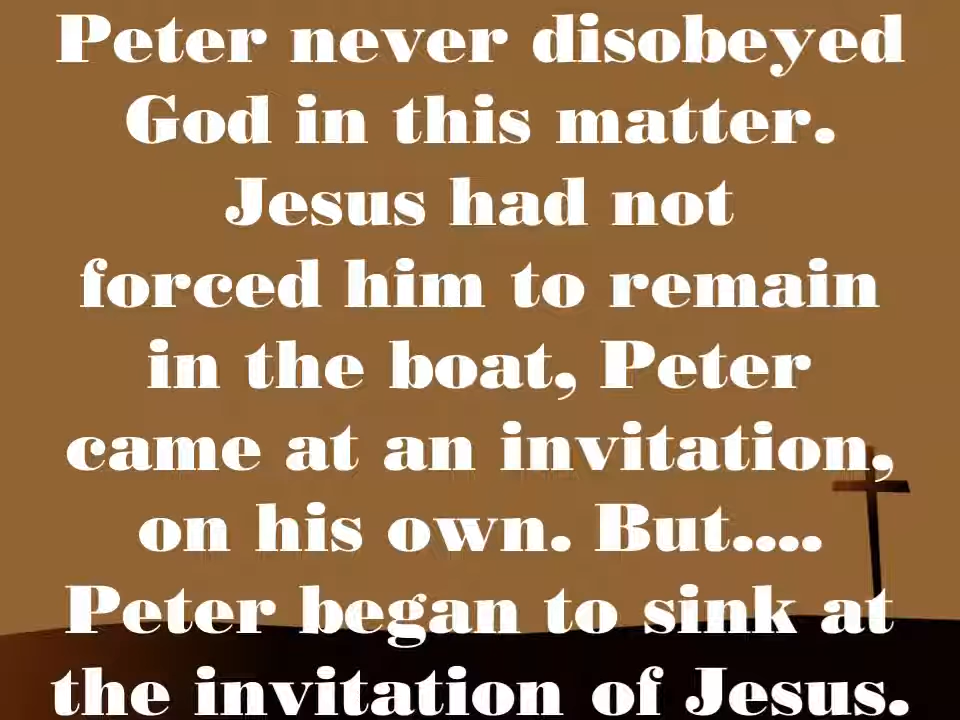 Peter never disobeyed
God in this matter.
Jesus had not
forced him to remain
in the boat, Peter
came at an invitation,
on his own. But....
Peter began to sink at
the invitation of Jesus.